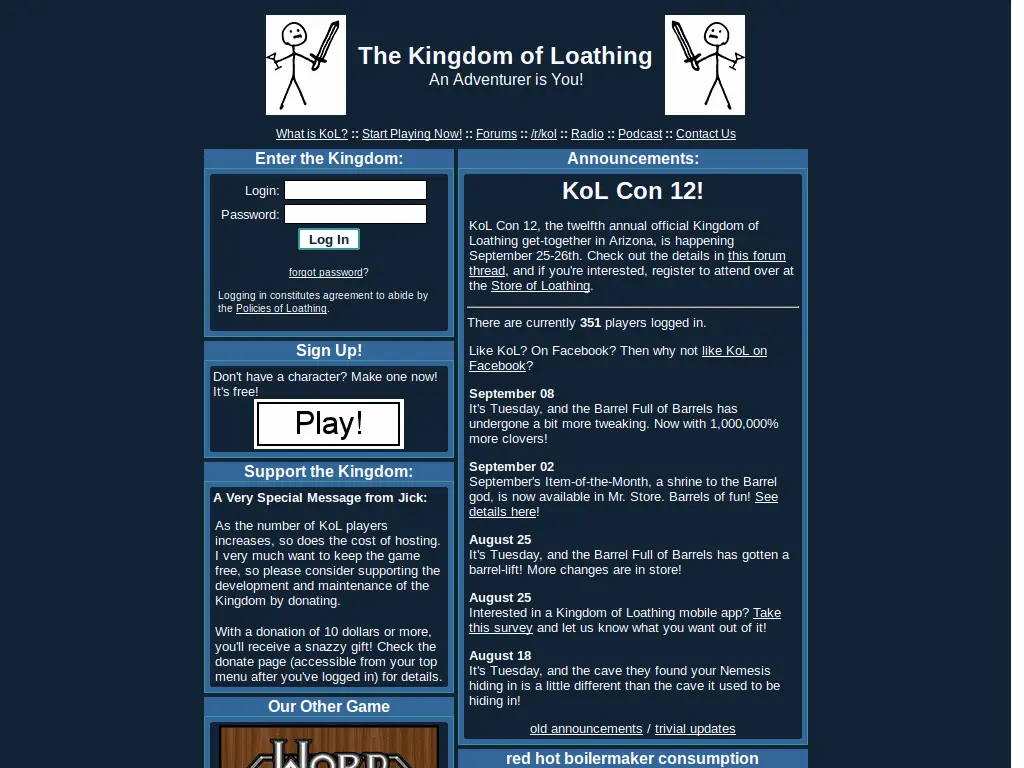 The Kingdom of Loathing
An Adventurer is You!
What is KoL? :: Start Playing Now! :: Forums :: /r/kol :: Radio :: Podcast :: Contact Us
Enter the Kingdom:
Login:
Password:
Log In
forgot password?
Logging in constitutes agreement to abide by
the Policies of Loathing.
Sign Up!
Don't have a character? Make one now!
It's free!
Play!
Support the Kingdom:
A Very Special Message from Jick:
As the number of KoL players
increases, so does the cost of hosting.
I very much want to keep the game
free, so please consider supporting the
development and maintenance of the
Kingdom by donating.
With a donation of 10 dollars or more,
you'll receive a snazzy gift! Check the
donate page (accessible from your top
menu after you've logged in) for details.
Our Other Game
Word
Announcements:
KoL Con 12!
KoL Con 12, the twelfth annual official Kingdom of
Loathing get-together in Arizona, is happening
September 25-26th. Check out the details in this forum
thread, and if you're interested, register to attend over at
the Store of Loathing.
There are currently 351 players logged in.
Like KoL? On Facebook? Then why not like KoL on
Facebook?
September 08
It's Tuesday, and the Barrel Full of Barrels has
undergone a bit more tweaking. Now with 1,000,000%
more clovers!
September 02
September's Item-of-the-Month, a shrine to the Barrel
god, is now available in Mr. Store. Barrels of fun! See
details here!
August 25
It's Tuesday, and the Barrel Full of Barrels has gotten a
barrel-lift! More changes are in store!
August 25
Interested in a Kingdom of Loathing mobile app? Take
this survey and let us know what you want out of it!
August 18
It's Tuesday, and the cave they found your Nemesis
hiding in is a little different than the cave it used to be
hiding in!
old announcements / trivial updates
red hot boilermaker consumption